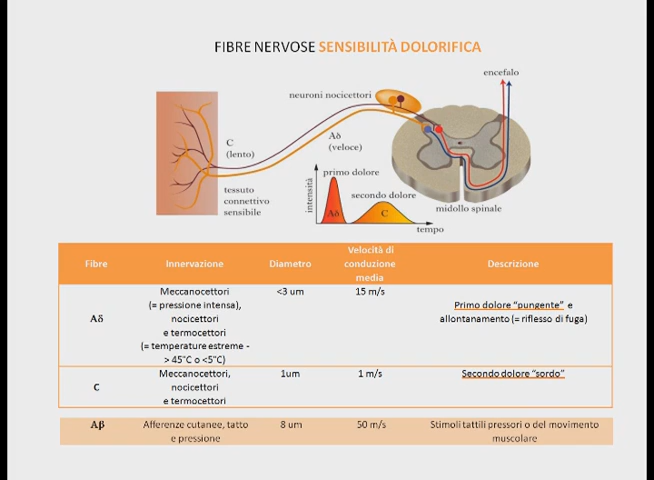 FIBRE NERVOSE SENSIBILITÀ DOLORIFICA
encefalo
neuroni nocicettori
Aδ
(veloce)
C
(lento)
tessuto
connettivo
sensibile
primo dolore
secondo dolore
intensità
Aδ
C
tempo
midollo spinale
Fibre Innervazione Diametro Velocità di conduzione media Descrizione
Aδ
Meccanocettori
(= pressione intensa),
nocicettori
e termocettori
(= temperature estreme -
> 45°C o <5°C)
<3 um
15 m/s
Primo dolore “pungente” e
allontanamento (= riflesso di fuga)
C
Meccanocettori,
nocicettori
e termocettori
1um
1 m/s
Secondo dolore “sordo”
Aβ
Afferenze cutanee, tatto
e pressione
8 um
50 m/s
Stimoli tattili pressori o del movimento
muscolare